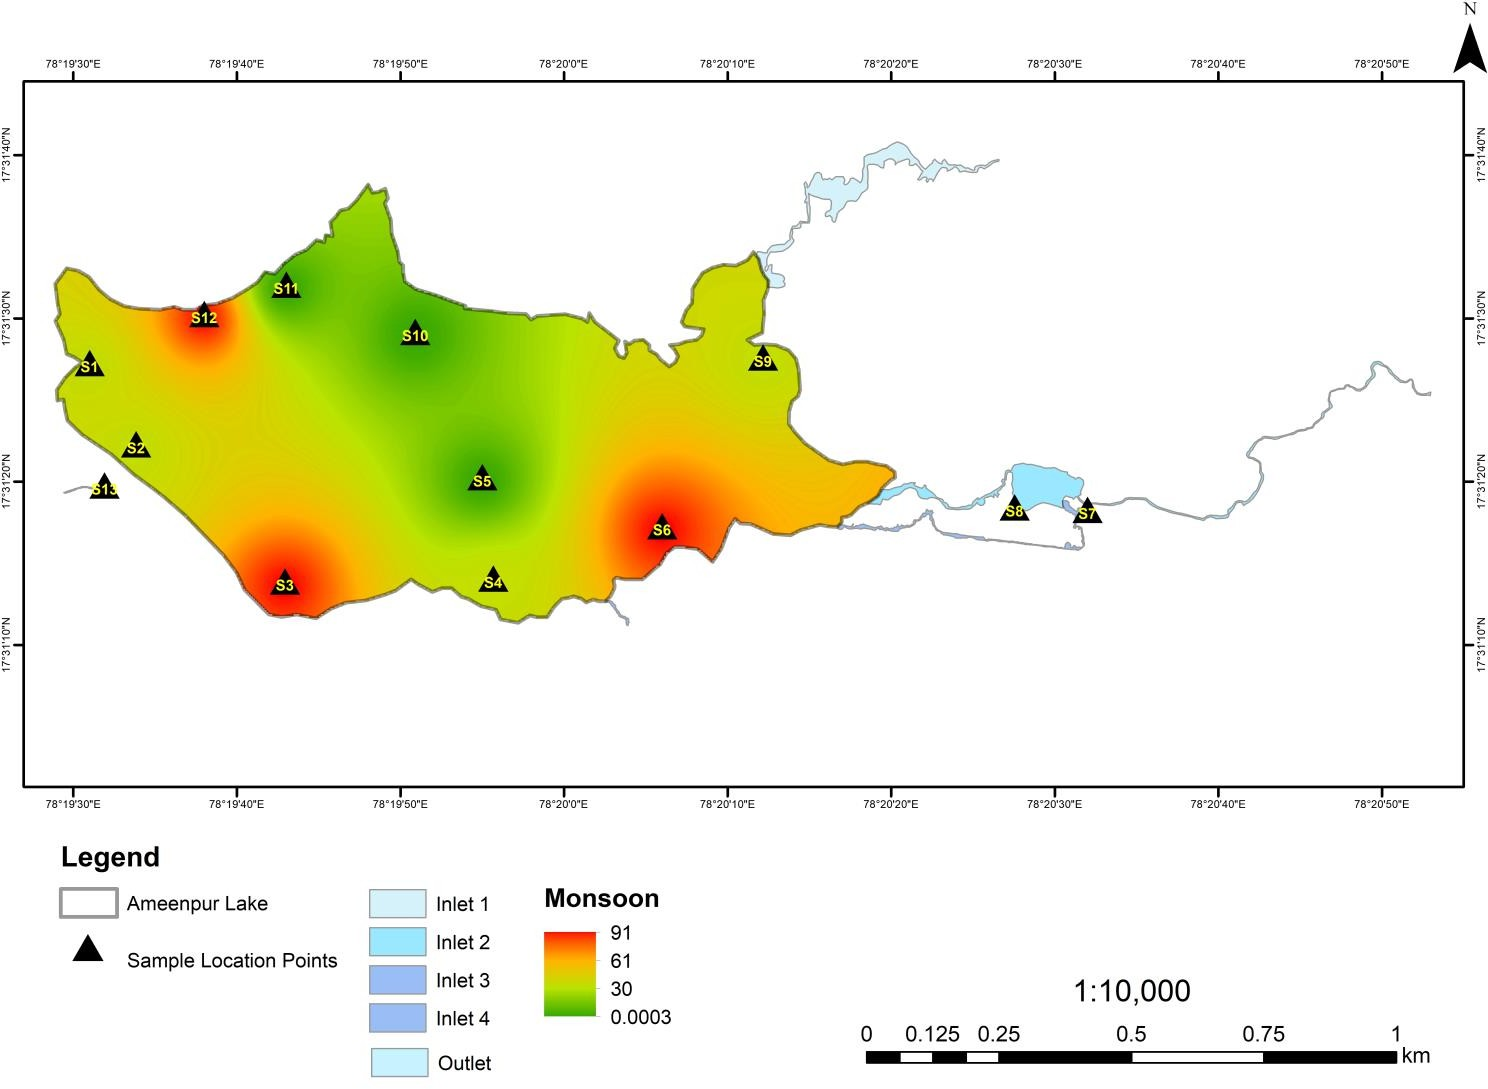 N
78°19'30"E 78°19'40"E 78°19'50"E 78°20'0"E 78°20'10"E 78°20'20"E 78°20'30"E 78°20'40"E 78°20'50"E
17°31'40"N 17°31'40"N
S11
S12
17°31'30"N 17°31'30"N
S10
S1
S9
S2
S5
17°31'20"N 17°31'20"N
S13
S8
S7
S6
S4
S3
17°31'10"N 17°31'10"N
78°19'30"E 78°19'40"E 78°19'50"E 78°20'0"E 78°20'10"E 78°20'20"E 78°20'30"E 78°20'40"E 78°20'50"E
Legend
Ameenpur Lake
Sample Location Points
Inlet 1
Inlet 2
Inlet 3
Inlet 4
Outlet
Monsoon
91
61
30
0.0003
1:10,000
0 0.125 0.25 0.5 0.75 1
km